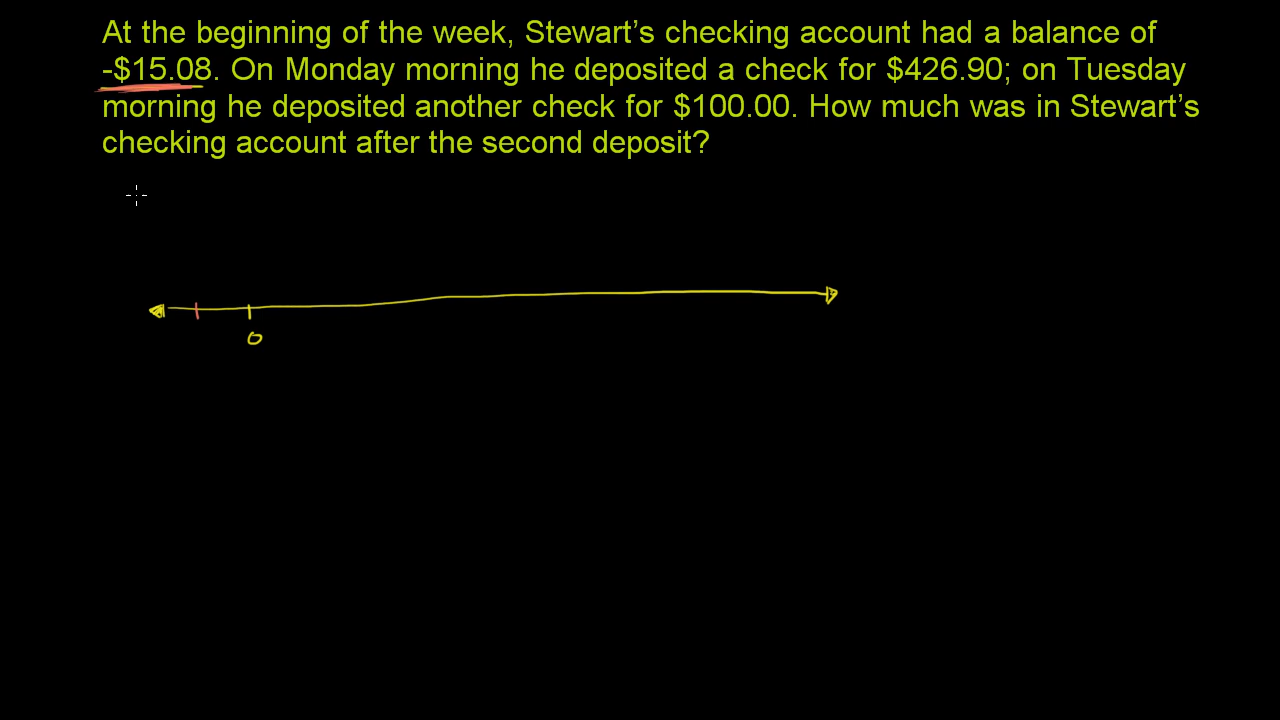 At the beginning of the week, Stewart’s checking account had a balance of
-$15.08. On Monday morning he deposited a check for $426.90; on Tuesday
morning he deposited another check for $100.00. How much was in Stewart’s
checking account after the second deposit?
0